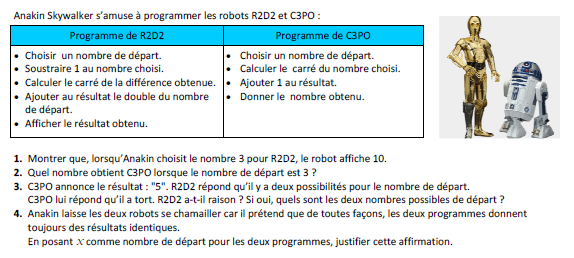 Anakin Skywalker s'amuse à programmer les robots R2D2 et C3PO :
Programme de R2D2
• Choisir un nombre de départ.
• Soustraire 1 au nombre choisi.
• Calculer le carré de la différence obtenue.
• Ajouter au résultat le double du nombre
de départ.
• Afficher le résultat obtenu.
Programme de C3PO
• Choisir un nombre de départ.
• Calculer le carré du nombre choisi.
• Ajouter 1 au résultat.
• Donner le nombre obtenu.
1. Montrer que, lorsqu'Anakin choisit le nombre 3 pour R2D2, le robot affiche 10.
2. Quel nombre obtient C3PO lorsque le nombre de départ est 3 ?
3. C3PO annonce le résultat : "5". R2D2 répond qu'il y a deux possibilités pour le nombre de départ.
C3PO lui répond qu'il a tort. R2D2 a-t-il raison ? Si oui, quels sont les deux nombres possibles de départ ?
4. Anakin laisse les deux robots se chamailler car il prétend que de toutes façons, les deux programmes donnent
toujours des résultats identiques.
En posant x comme nombre de départ pour les deux programmes, justifier cette affirmation.